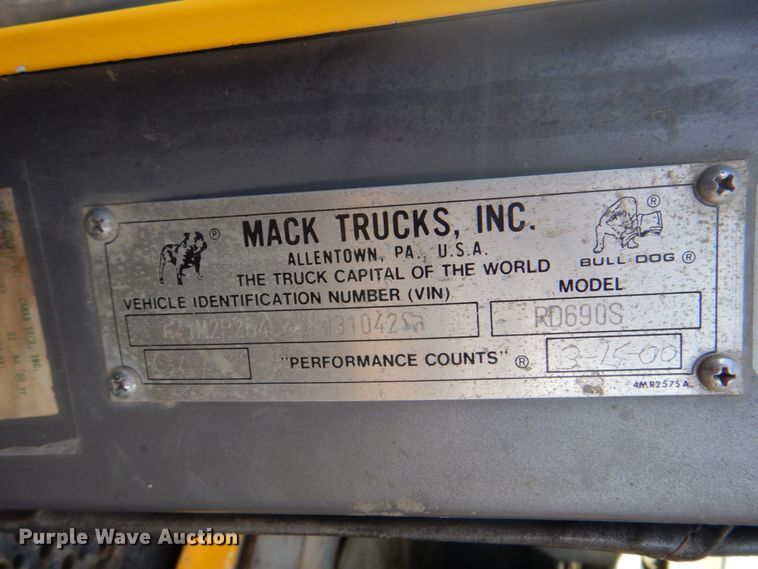 MACK TRUCKS, INC.
ALLENTOWN, PA., U.S.A.
THE TRUCK CAPITAL OF THE WORLD
BULL DOG ®
VEHICLE IDENTIFICATION NUMBER (VIN)
MODEL
RD690S
"PERFORMANCE COUNTS" ®
3-15-00
4MR2575A
Purple Wave Auction